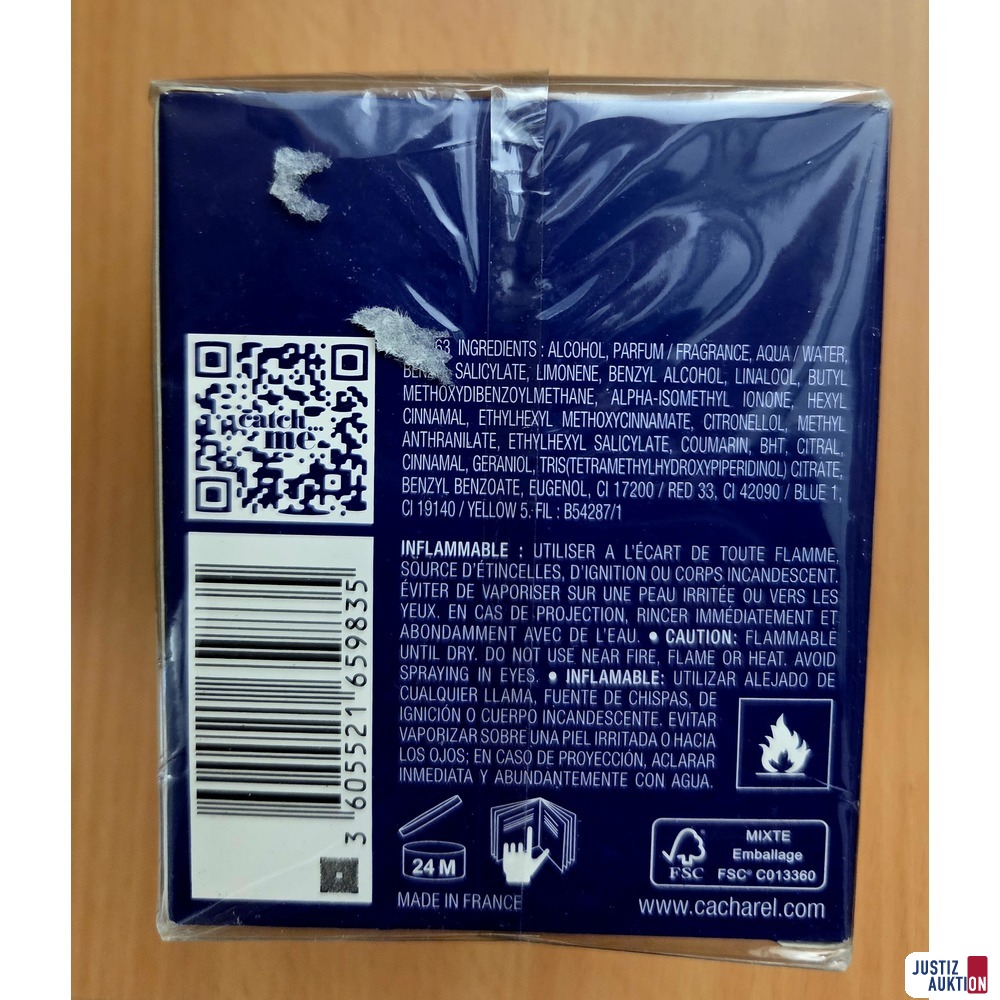 catch...
me
63 INGREDIENTS : ALCOHOL, PARFUM / FRAGRANCE, AQUA / WATER,
BENZYL SALICYLATE, LIMONENE, BENZYL ALCOHOL, LINALOOL, BUTYL
METHOXYDIBENZOYLMETHANE, ALPHA-ISOMETHYL IONONE, HEXYL
CINNAMAL, ETHYLHEXYL METHOXYCINNAMATE, CITRONELLOL, METHYL
ANTHRANILATE, ETHYLHEXYL SALICYLATE, COUMARIN, BHT, CITRAL,
CINNAMAL, GERANIOL, TRIS(TETRAMETHYLHYDROXYPIPERIDINOL) CITRATE,
BENZYL BENZOATE, EUGENOL, CI 17200 / RED 33, CI 42090 / BLUE 1,
CI 19140 / YELLOW 5. FIL : B54287/1
INFLAMMABLE : UTILISER A L'ÉCART DE TOUTE FLAMME,
SOURCE D'ÉTINCELLES, D'IGNITION OU CORPS INCANDESCENT.
ÉVITER DE VAPORISER SUR UNE PEAU IRRITÉE OU VERS LES
YEUX. EN CAS DE PROJECTION, RINCER IMMÉDIATEMENT ET
ABONDAMMENT AVEC DE L'EAU. ● CAUTION: FLAMMABLE
UNTIL DRY. DO NOT USE NEAR FIRE, FLAME OR HEAT. AVOID
SPRAYING IN EYES. ● INFLAMABLE: UTILIZAR ALEJADO DE
CUALQUIER LLAMA, FUENTE DE CHISPAS, DE
IGNICIÓN O CUERPO INCANDESCENTE. EVITAR
VAPORIZAR SOBRE UNA PIEL IRRITADA O HACIA
LOS OJOS; EN CASO DE PROYECCIÓN, ACLARAR
INMEDIATA Y ABUNDANTEMENTE CON AGUA.
3 605521 659835
24 M
MADE IN FRANCE
FSC
MIXTE
Emballage
FSC® C013360
www.cacharel.com
JUSTIZ
AUKTION